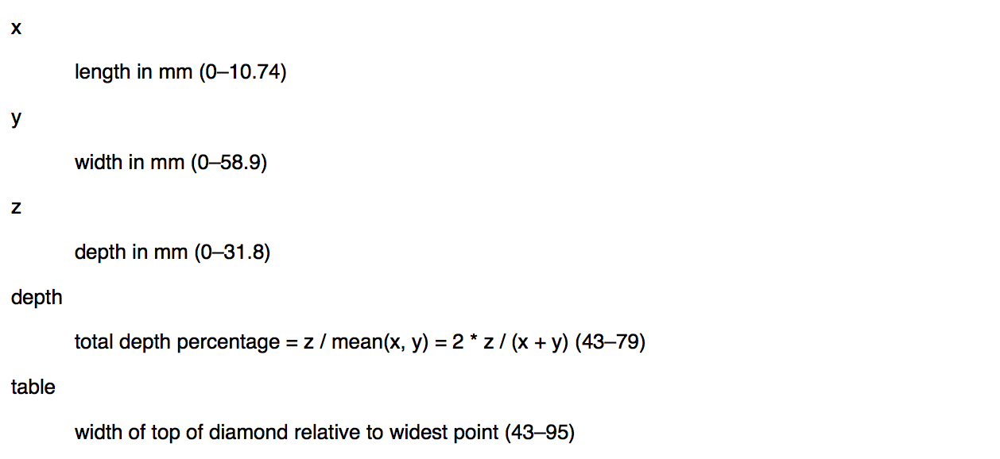 x
length in mm (0–10.74)
y
width in mm (0–58.9)
z
depth in mm (0–31.8)
depth
total depth percentage = z / mean(x, y) = 2 * z / (x + y) (43–79)
table
width of top of diamond relative to widest point (43–95)